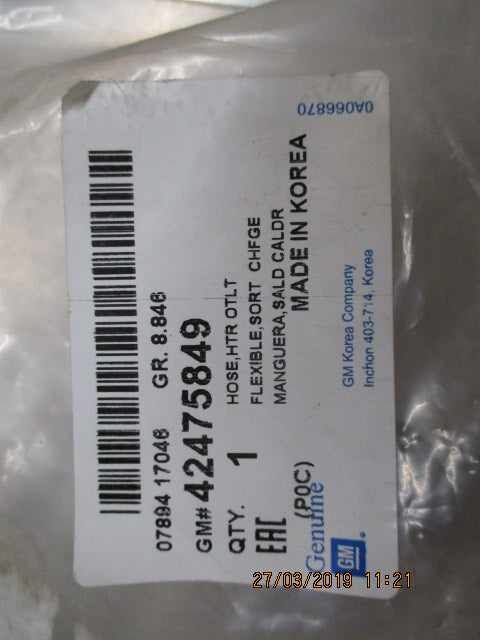 07894 17046 GR. 8.846
GM# 42475849
QTY. 1
HOSE,HTR OTLT
FLEXIBLE,SORT CHFGE
MANGUERA,SALD CALDR
MADE IN KOREA
EAC
(P0C)
Genuine
GM
GM Korea Company
Inchon 403-714, Korea
0A066870
27/03/2019 11:21